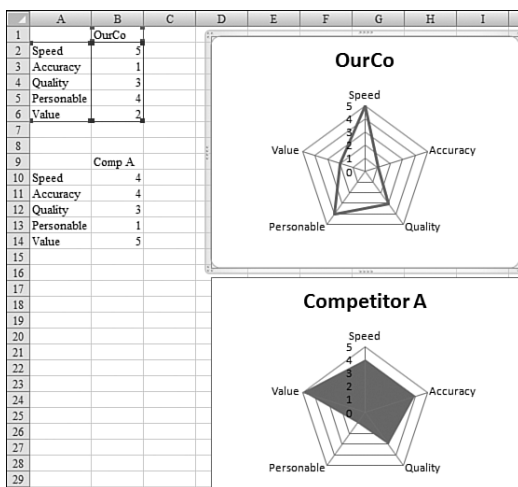 A B C D E F G H I
1 OurCo
2 Speed 5
3 Accuracy 1
4 Quality 3
5 Personable 4
6 Value 2
7
8
9 Comp A
10 Speed 4
11 Accuracy 4
12 Quality 3
13 Personable 1
14 Value 5
15
16
17
18
19
20
21
22
23
24
25
26
27
28
29
OurCo
Speed
5
4
3
2
1
0
Value
Accuracy
Personable
Quality
Competitor A
Speed
5
4
3
2
1
0
Value
Accuracy
Personable
Quality